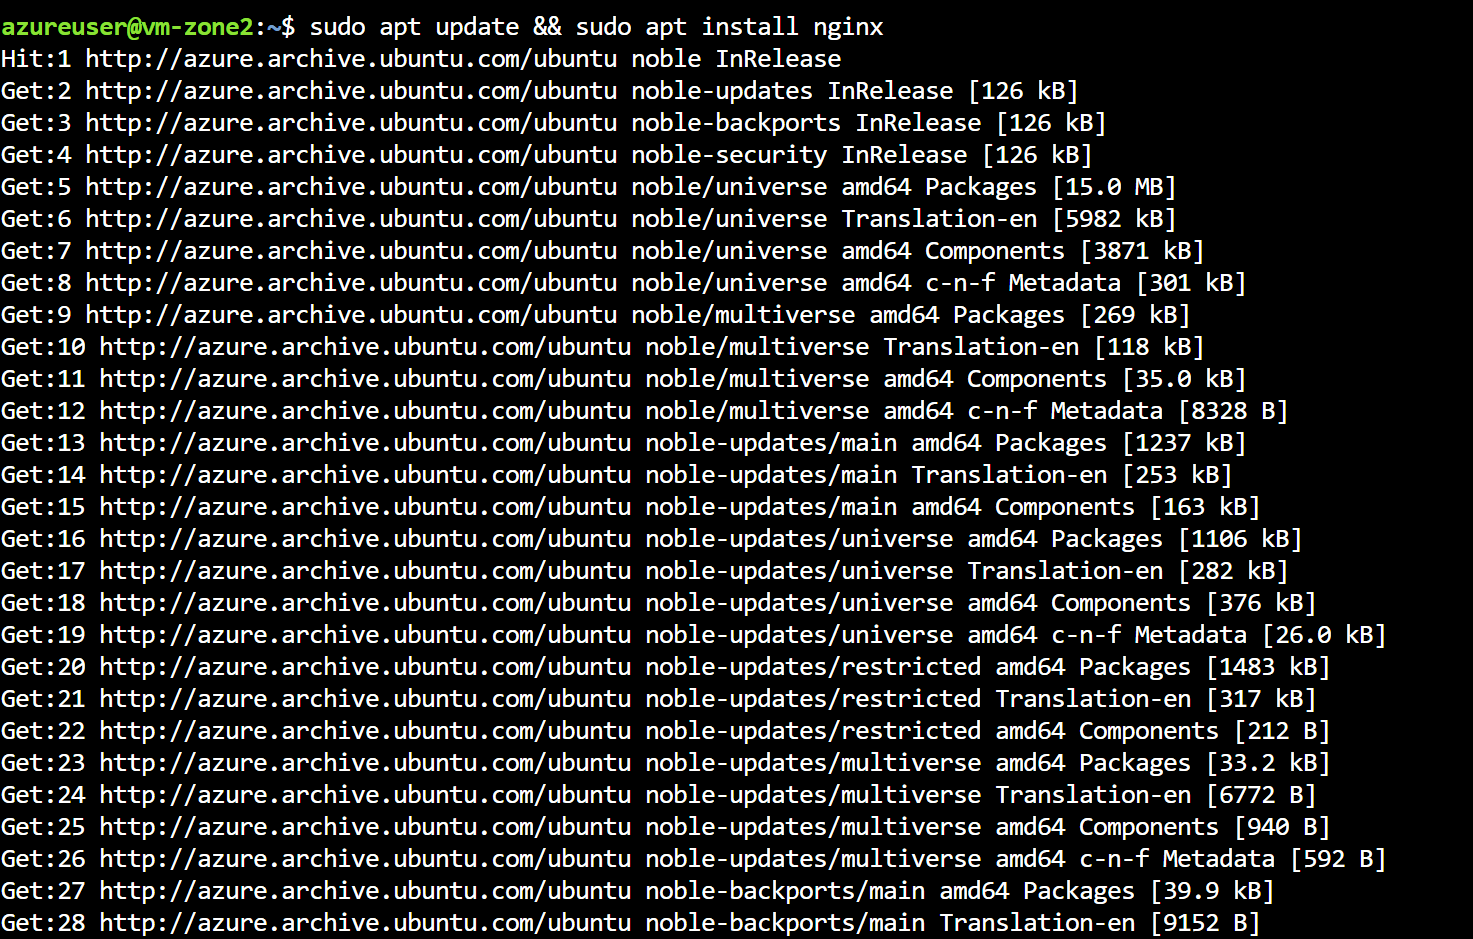 azureuser@vm-zone2:~$ sudo apt update && sudo apt install nginx
Hit:1 http://azure.archive.ubuntu.com/ubuntu noble InRelease
Get:2 http://azure.archive.ubuntu.com/ubuntu noble-updates InRelease [126 kB]
Get:3 http://azure.archive.ubuntu.com/ubuntu noble-backports InRelease [126 kB]
Get:4 http://azure.archive.ubuntu.com/ubuntu noble-security InRelease [126 kB]
Get:5 http://azure.archive.ubuntu.com/ubuntu noble/universe amd64 Packages [15.0 MB]
Get:6 http://azure.archive.ubuntu.com/ubuntu noble/universe Translation-en [5982 kB]
Get:7 http://azure.archive.ubuntu.com/ubuntu noble/universe amd64 Components [3871 kB]
Get:8 http://azure.archive.ubuntu.com/ubuntu noble/universe amd64 c-n-f Metadata [301 kB]
Get:9 http://azure.archive.ubuntu.com/ubuntu noble/multiverse amd64 Packages [269 kB]
Get:10 http://azure.archive.ubuntu.com/ubuntu noble/multiverse Translation-en [118 kB]
Get:11 http://azure.archive.ubuntu.com/ubuntu noble/multiverse amd64 Components [35.0 kB]
Get:12 http://azure.archive.ubuntu.com/ubuntu noble/multiverse amd64 c-n-f Metadata [8328 B]
Get:13 http://azure.archive.ubuntu.com/ubuntu noble-updates/main amd64 Packages [1237 kB]
Get:14 http://azure.archive.ubuntu.com/ubuntu noble-updates/main Translation-en [253 kB]
Get:15 http://azure.archive.ubuntu.com/ubuntu noble-updates/main amd64 Components [163 kB]
Get:16 http://azure.archive.ubuntu.com/ubuntu noble-updates/universe amd64 Packages [1106 kB]
Get:17 http://azure.archive.ubuntu.com/ubuntu noble-updates/universe Translation-en [282 kB]
Get:18 http://azure.archive.ubuntu.com/ubuntu noble-updates/universe amd64 Components [376 kB]
Get:19 http://azure.archive.ubuntu.com/ubuntu noble-updates/universe amd64 c-n-f Metadata [26.0 kB]
Get:20 http://azure.archive.ubuntu.com/ubuntu noble-updates/restricted amd64 Packages [1483 kB]
Get:21 http://azure.archive.ubuntu.com/ubuntu noble-updates/restricted Translation-en [317 kB]
Get:22 http://azure.archive.ubuntu.com/ubuntu noble-updates/restricted amd64 Components [212 B]
Get:23 http://azure.archive.ubuntu.com/ubuntu noble-updates/multiverse amd64 Packages [33.2 kB]
Get:24 http://azure.archive.ubuntu.com/ubuntu noble-updates/multiverse Translation-en [6772 B]
Get:25 http://azure.archive.ubuntu.com/ubuntu noble-updates/multiverse amd64 Components [940 B]
Get:26 http://azure.archive.ubuntu.com/ubuntu noble-updates/multiverse amd64 c-n-f Metadata [592 B]
Get:27 http://azure.archive.ubuntu.com/ubuntu noble-backports/main amd64 Packages [39.9 kB]
Get:28 http://azure.archive.ubuntu.com/ubuntu noble-backports/main Translation-en [9152 B]